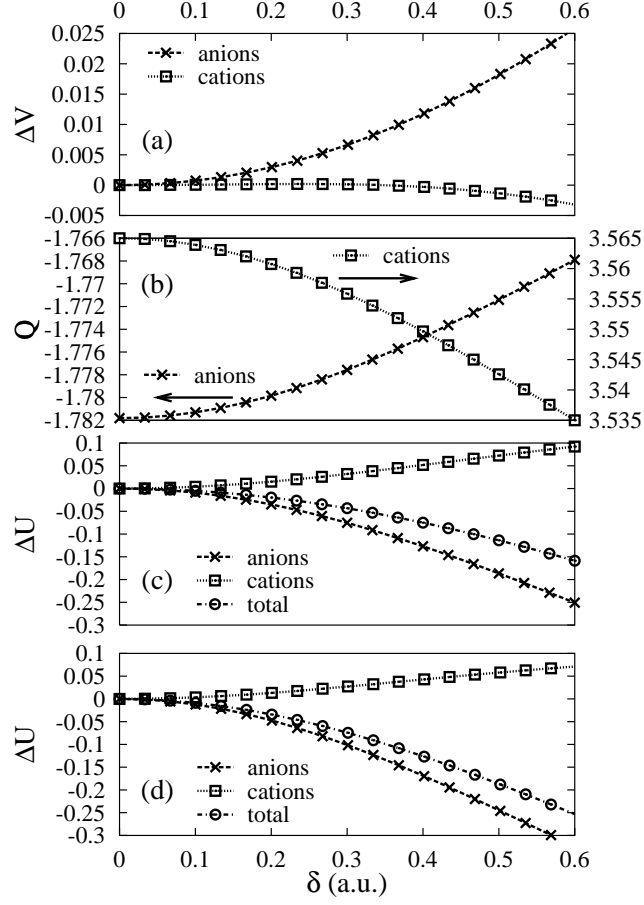 0 0.1 0.2 0.3 0.4 0.5 0.6
0.025
0.02
0.015
0.01
0.005
0
-0.005
ΔV
anions
cations
(a)
-1.766
-1.768
-1.77
-1.772
-1.774
-1.776
-1.778
-1.78
-1.782
Q
(b)
cations
anions
3.565
3.56
3.555
3.55
3.545
3.54
3.535
0.1
0.05
0
-0.05
-0.1
-0.15
-0.2
-0.25
-0.3
ΔU
(c)
anions
cations
total
0.1
0.05
0
-0.05
-0.1
-0.15
-0.2
-0.25
-0.3
ΔU
(d)
anions
cations
total
0 0.1 0.2 0.3 0.4 0.5 0.6
δ (a.u.)